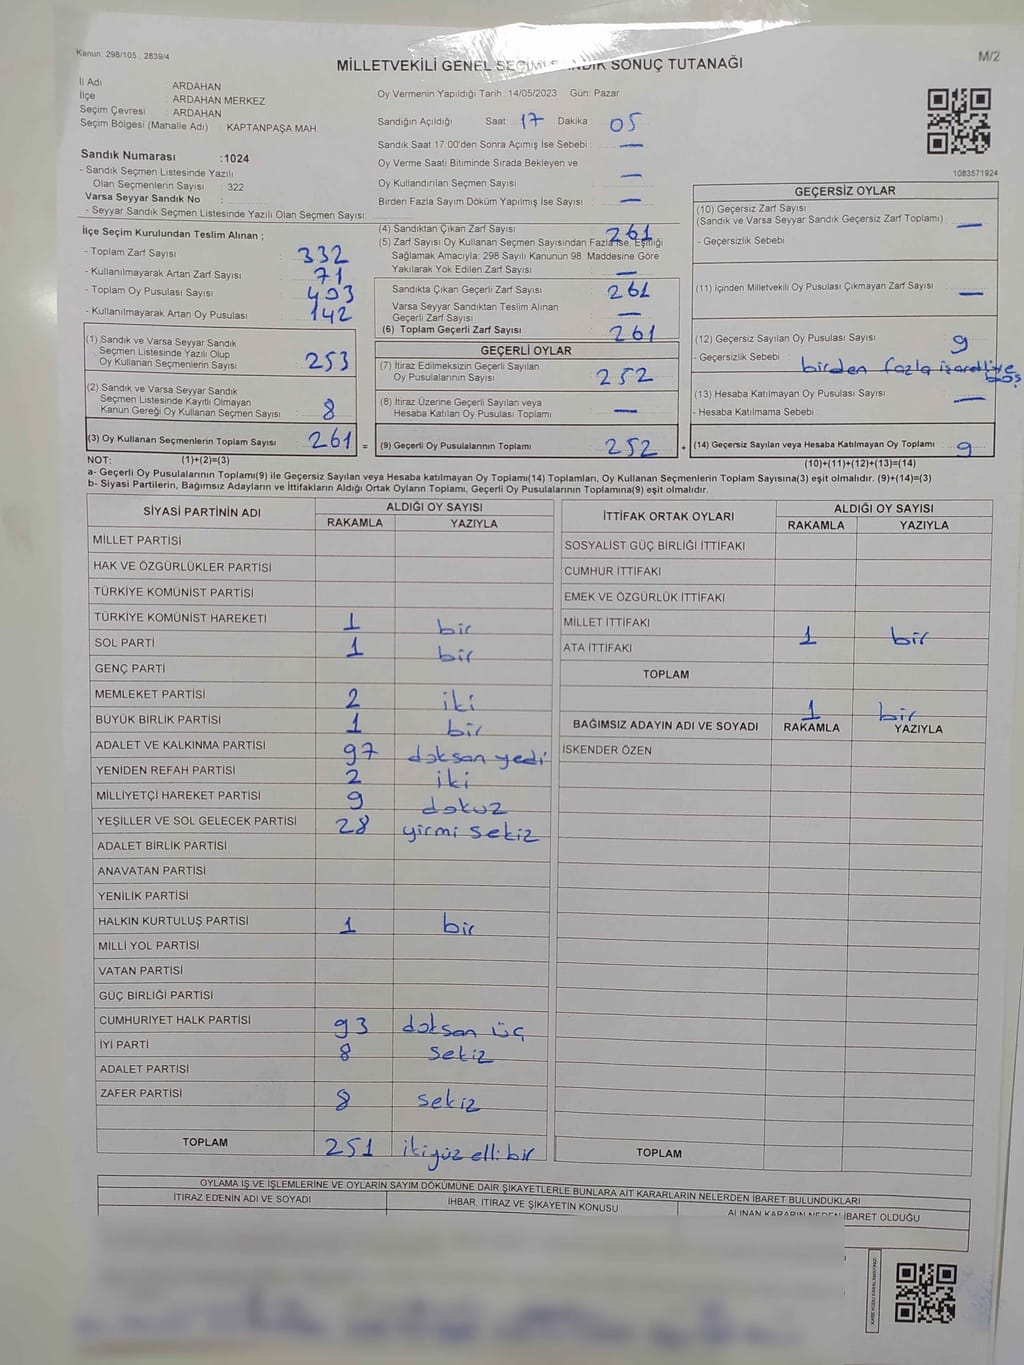 Kanun: 298/105 , 2839/4
M/2
MİLLETVEKİLİ GENEL SEÇİMİ SANDIK SONUÇ TUTANAĞI
İl Adı : ARDAHAN
İlçe : ARDAHAN MERKEZ
Seçim Çevresi : ARDAHAN
Seçim Bölgesi (Mahalle Adı) : KAPTANPAŞA MAH.
Oy Vermenin Yapıldığı Tarih :14/05/2023 Gün: Pazar
Sandığın Açıldığı Saat : 17 Dakika : 05
Sandık Saat 17:00'den Sonra Açımış İse Sebebi : —
Oy Verme Saati Bitiminde Sırada Bekleyen ve
Oy Kullandırılan Seçmen Sayısı : —
Birden Fazla Sayım Döküm Yapılmış İse Sayısı : —
Sandık Numarası :1024
- Sandık Seçmen Listesinde Yazılı
Olan Seçmenlerin Sayısı : 322
Varsa Seyyar Sandık No :
- Seyyar Sandık Seçmen Listesinde Yazılı Olan Seçmen Sayısı:
1083571924
İlçe Seçim Kurulundan Teslim Alınan ;
- Toplam Zarf Sayısı : 332
- Kullanılmayarak Artan Zarf Sayısı : 71
- Toplam Oy Pusulası Sayısı : 403
- Kullanılmayarak Artan Oy Pusulası : 142
(1) Sandık ve Varsa Seyyar Sandık
Seçmen Listesinde Yazılı Olup
Oy Kullanan Seçmenlerin Sayısı : 253
(2) Sandık ve Varsa Seyyar Sandık
Seçmen Listesinde Kayıtlı Olmayan
Kanun Gereği Oy Kullanan Seçmen Sayısı : 8
(3) Oy Kullanan Seçmenlerin Toplam Sayısı : 261 =
(4) Sandıktan Çıkan Zarf Sayısı : 261
(5) Zarf Sayısı Oy Kullanan Seçmen Sayısından Fazla ise, Eşitliği
Sağlamak Amacıyla; 298 Sayılı Kanunun 98. Maddesine Göre
Yakılarak Yok Edilen Zarf Sayısı : —
Sandıkta Çıkan Geçerli Zarf Sayısı : 261
Varsa Seyyar Sandıktan Teslim Alınan
Geçerli Zarf Sayısı : —
(6) Toplam Geçerli Zarf Sayısı : 261
GEÇERLİ OYLAR
(7) İtiraz Edilmeksizin Geçerli Sayılan
Oy Pusulalarının Sayısı : 252
(8) İtiraz Üzerine Geçerli Sayılan veya
Hesaba Katılan Oy Pusulası Toplamı : —
(9) Geçerli Oy Pusulalarının Toplamı : 252 +
GEÇERSİZ OYLAR
(10) Geçersiz Zarf Sayısı
(Sandık ve Varsa Seyyar Sandık Geçersiz Zarf Toplamı) : —
- Geçersizlik Sebebi :
(11) İçinden Milletvekili Oy Pusulası Çıkmayan Zarf Sayısı : —
(12) Geçersiz Sayılan Oy Pusulası Sayısı : 9
- Geçersizlik Sebebi : birden fazla işaretliye
boş
(13) Hesaba Katılmayan Oy Pusulası Sayısı : —
- Hesaba Katılmama Sebebi :
(14) Geçersiz Sayılan veya Hesaba Katılmayan Oy Toplamı : 9
NOT: (1)+(2)=(3) (10)+(11)+(12)+(13)=(14)
a- Geçerli Oy Pusulalarının Toplamı(9) ile Geçersiz Sayılan veya Hesaba katılmayan Oy Toplamı(14) Toplamları, Oy Kullanan Seçmenlerin Toplam Sayısına(3) eşit olmalıdır. (9)+(14)=(3)
b- Siyasi Partilerin, Bağımsız Adayların ve İttifakların Aldığı Ortak Oyların Toplamı, Geçerli Oy Pusulalarının Toplamına(9) eşit olmalıdır.
SİYASİ PARTİNİN ADI ALDIĞI OY SAYISI
RAKAMLA YAZIYLA
MİLLET PARTİSİ
HAK VE ÖZGÜRLÜKLER PARTİSİ
TÜRKİYE KOMÜNİST PARTİSİ
TÜRKİYE KOMÜNİST HAREKETİ 1 bir
SOL PARTİ 1 bir
GENÇ PARTİ
MEMLEKET PARTİSİ 2 iki
BÜYÜK BİRLİK PARTİSİ 1 bir
ADALET VE KALKINMA PARTİSİ 97 doksan yedi
YENİDEN REFAH PARTİSİ 2 iki
MİLLİYETÇİ HAREKET PARTİSİ 9 dokuz
YEŞİLLER VE SOL GELECEK PARTİSİ 28 yirmi sekiz
ADALET BİRLİK PARTİSİ
ANAVATAN PARTİSİ
YENİLİK PARTİSİ
HALKIN KURTULUŞ PARTİSİ 1 bir
MİLLİ YOL PARTİSİ
VATAN PARTİSİ
GÜÇ BİRLİĞİ PARTİSİ
CUMHURİYET HALK PARTİSİ 93 doksan üç
İYİ PARTİ 8 sekiz
ADALET PARTİSİ
ZAFER PARTİSİ 8 sekiz
TOPLAM 251 ikiyüz elli bir
İTTİFAK ORTAK OYLARI ALDIĞI OY SAYISI
RAKAMLA YAZIYLA
SOSYALİST GÜÇ BİRLİĞİ İTTİFAKI
CUMHUR İTTİFAKI
EMEK VE ÖZGÜRLÜK İTTİFAKI
MİLLET İTTİFAKI
ATA İTTİFAKI 1 bir
TOPLAM
1 bir
BAĞIMSIZ ADAYIN ADI VE SOYADI RAKAMLA YAZIYLA
İSKENDER ÖZEN
TOPLAM
OYLAMA İŞ VE İŞLEMLERİNE VE OYLARIN SAYIM DÖKÜMÜNE DAİR ŞİKAYETLERLE BUNLARA AİT KARARLARIN NELERDEN İBARET BULUNDUKLARI
İTİRAZ EDENİN ADI VE SOYADI İHBAR, İTİRAZ VE ŞİKAYETİN KONUSU ALINAN KARARIN NEDEN İBARET OLDUĞU